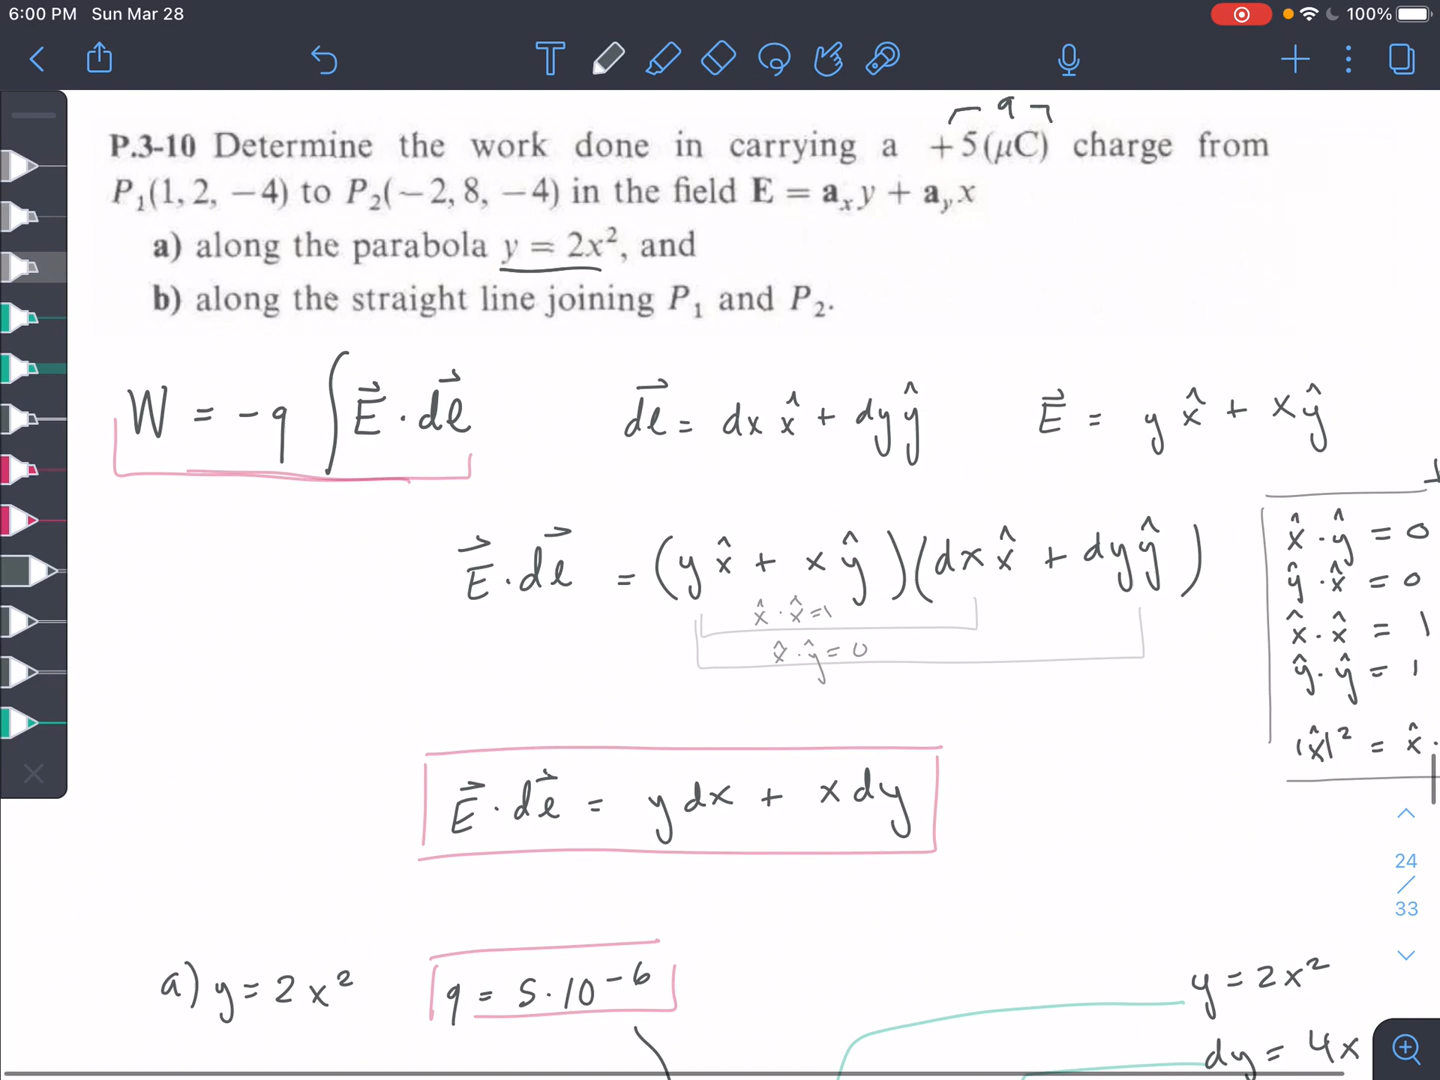 6:00 PM Sun Mar 28 100%
q
P.3-10 Determine the work done in carrying a +5(μC) charge from
P₁(1, 2, −4) to P₂(−2, 8, −4) in the field E = aₓy + a_yx
a) along the parabola y = 2x², and
b) along the straight line joining P₁ and P₂.
W = -q ∫ E⃗ · dl⃗ dl⃗ = dx x̂ + dy ŷ E⃗ = y x̂ + x ŷ
E⃗ · dl⃗ = (y x̂ + x ŷ)(dx x̂ + dy ŷ)
x̂ · x̂ = 1
x̂ · ŷ = 0
x̂ · ŷ = 0
ŷ · x̂ = 0
x̂ · x̂ = 1
ŷ · ŷ = 1
|x̂|² = x̂ ·
E⃗ · dl⃗ = y dx + x dy
24
/
33
a) y = 2x² q = 5 · 10⁻⁶ y = 2x²
dy = 4x